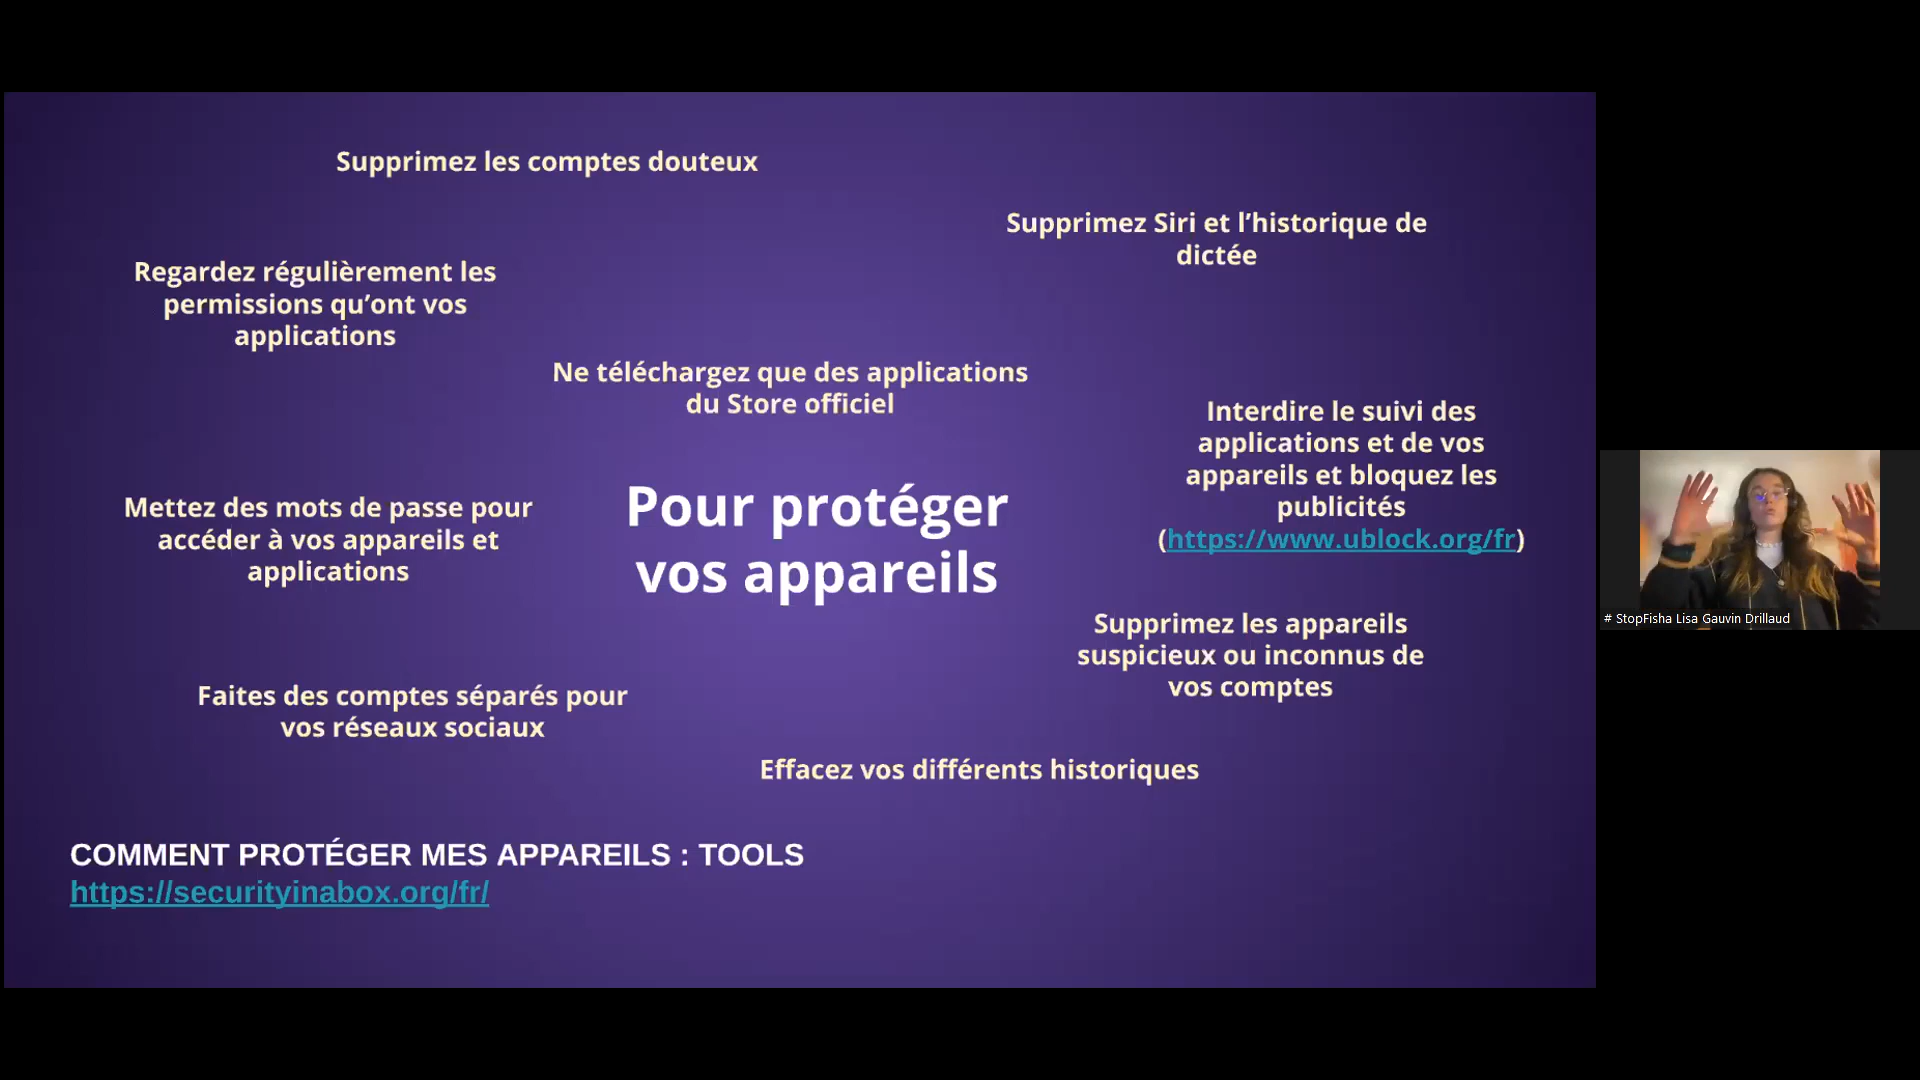 Supprimez les comptes douteux
Supprimez Siri et l’historique de
dictée
Regardez régulièrement les
permissions qu’ont vos
applications
Ne téléchargez que des applications
du Store officiel
Interdire le suivi des
applications et de vos
appareils et bloquez les
publicités
(https://www.ublock.org/fr)
Mettez des mots de passe pour
accéder à vos appareils et
applications
Pour protéger
vos appareils
Supprimez les appareils
suspicieux ou inconnus de
vos comptes
Faites des comptes séparés pour
vos réseaux sociaux
Effacez vos différents historiques
COMMENT PROTÉGER MES APPAREILS : TOOLS
https://securityinabox.org/fr/
# StopFisha Lisa Gauvin Drillaud